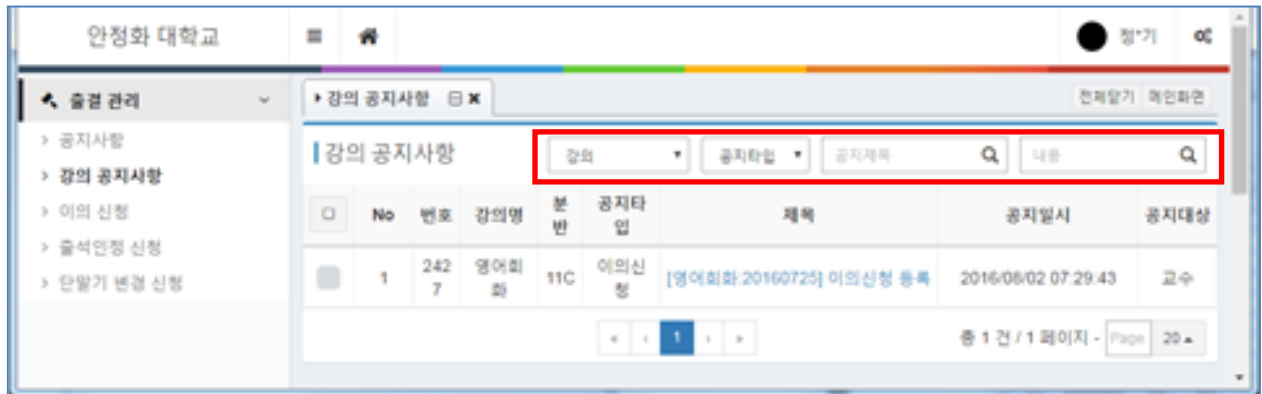 안정화 대학교
정*기
출결 관리
강의 공지사항
전체닫기 메인화면
> 공지사항
> 강의 공지사항
> 이의 신청
> 출석인정 신청
> 단말기 변경 신청
강의 공지사항
강의 공지타입 공지제목 내용
No 번호 강의명 분반 공지타입 제목 공지일시 공지대상
1 2427 영어회화 11C 이의신청 [영어회화:20160725] 이의신청 등록 2016/08/02 07:29:43 교수
« ‹ 1 › »
총 1 건 / 1 페이지 - Page 20